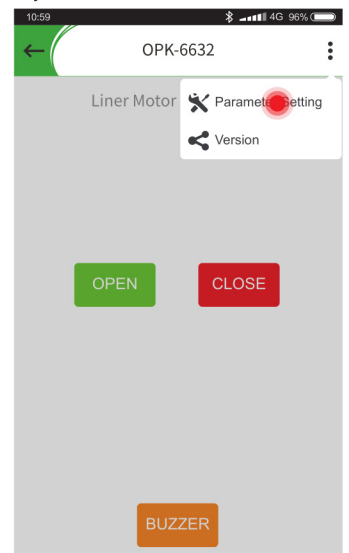 10:59 4G 96%
OPK-6632
Liner Motor
Parameter Setting
Version
OPEN CLOSE
BUZZER